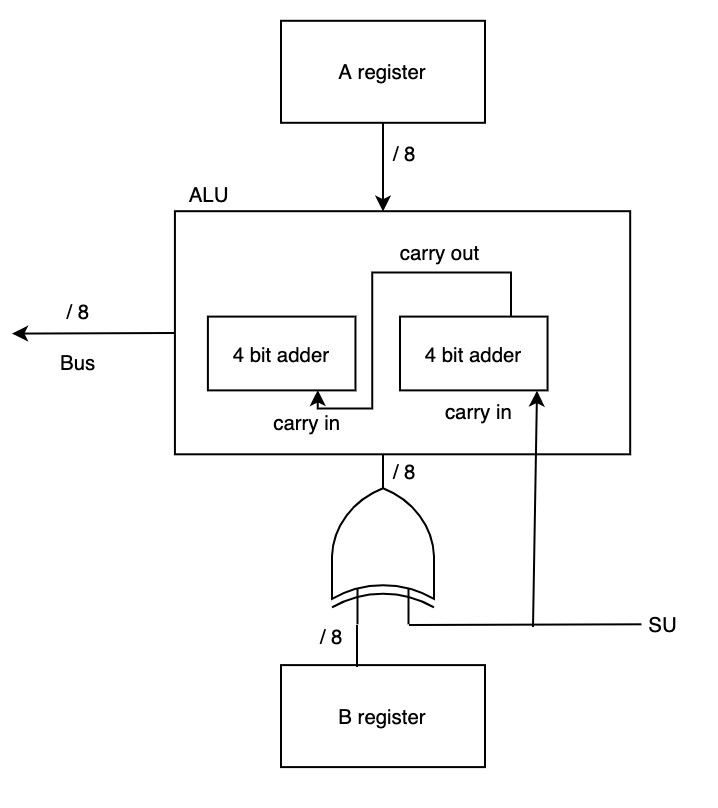 A register
/ 8
ALU
carry out
/ 8
4 bit adder
4 bit adder
Bus
carry in
carry in
/ 8
/ 8
SU
B register